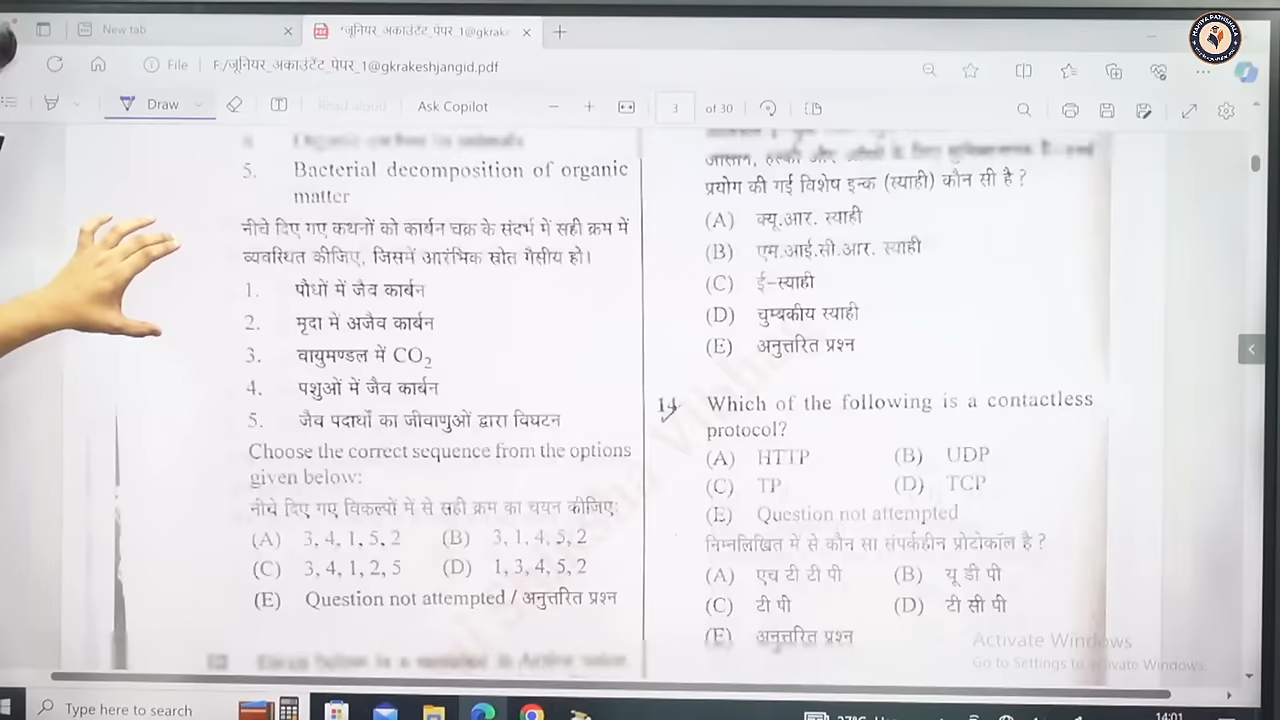 New tab
जूनियर_अकाउंटेंट_पेपर_1@gkrake
MAHIYA PATHSHALA
File
F:/जूनियर_अकाउंटेंट_पेपर_1@gkrakeshjangid.pdf
Draw
Read aloud
Ask Copilot
3
of 30
5. Bacterial decomposition of organic
matter
नीचे दिए गए कथनों को कार्बन चक्र के संदर्भ में सही क्रम में
व्यवस्थित कीजिए, जिसमें आरंभिक स्रोत गैसीय हो।
1. पौधों में जैव कार्बन
2. मृदा में अजैव कार्बन
3. वायुमण्डल में CO₂
4. पशुओं में जैव कार्बन
5. जैव पदार्थों का जीवाणुओं द्वारा विघटन
Choose the correct sequence from the options
given below:
नीचे दिए गए विकल्पों में से सही क्रम का चयन कीजिए:
(A) 3, 4, 1, 5, 2 (B) 3, 1, 4, 5, 2
(C) 3, 4, 1, 2, 5 (D) 1, 3, 4, 5, 2
(E) Question not attempted / अनुत्तरित प्रश्न
प्रयोग की गई विशेष इन्क (स्याही) कौन सी है ?
(A) क्यू.आर. स्याही
(B) एम.आई.सी.आर. स्याही
(C) ई-स्याही
(D) चुम्बकीय स्याही
(E) अनुत्तरित प्रश्न
14 Which of the following is a contactless
protocol?
(A) HTTP (B) UDP
(C) TP (D) TCP
(E) Question not attempted
निम्नलिखित में से कौन सा संपर्कहीन प्रोटोकॉल है ?
(A) एच टी टी पी (B) यू डी पी
(C) टी पी (D) टी सी पी
(E) अनुत्तरित प्रश्न
Activate Windows
Go to Settings to activate Windows.
Type here to search
14:01